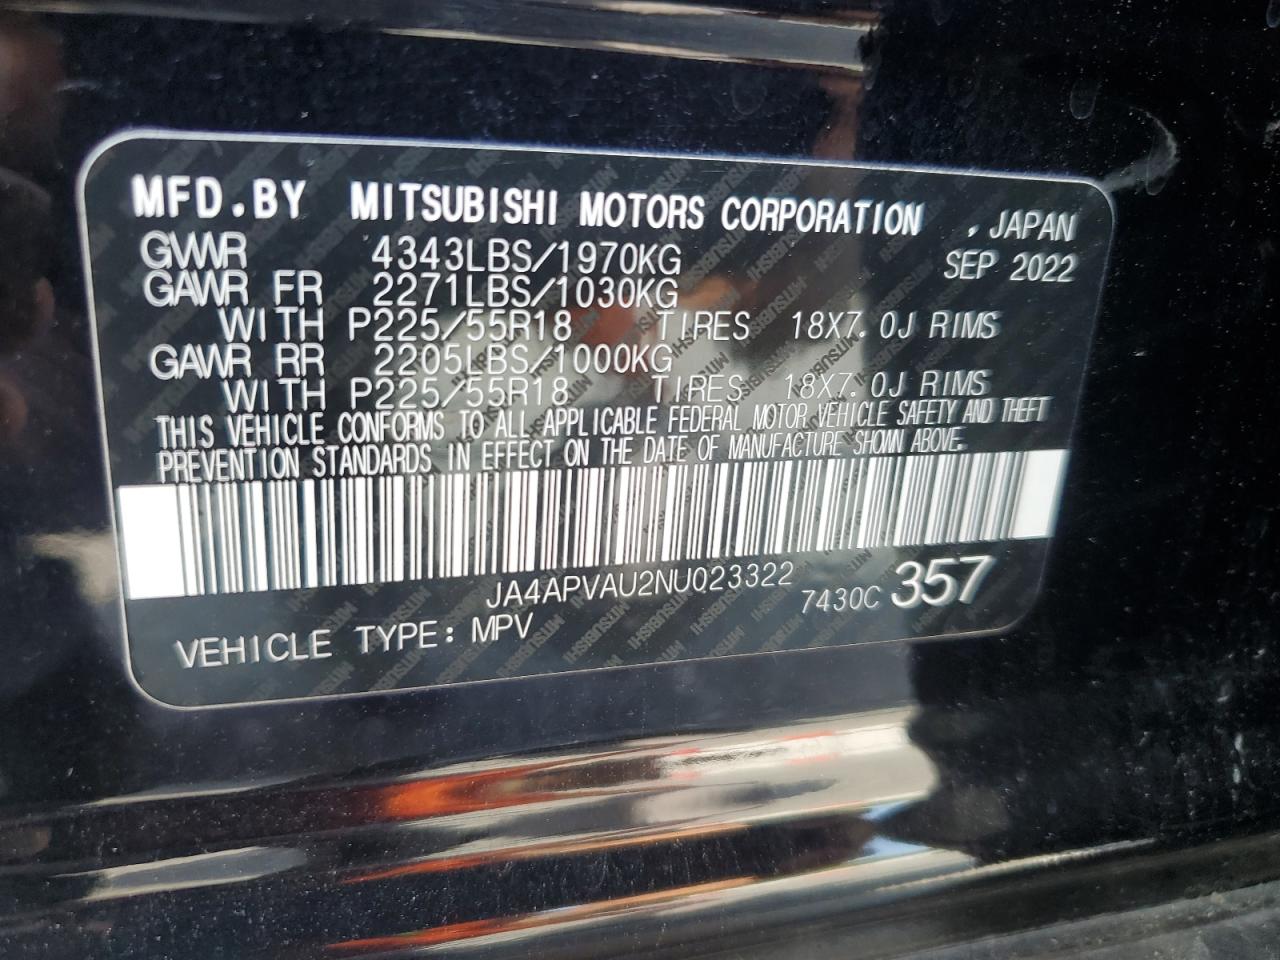 MFD.BY MITSUBISHI MOTORS CORPORATION ,JAPAN
GVWR 4343LBS/1970KG SEP 2022
GAWR FR 2271LBS/1030KG
WITH P225/55R18 TIRES 18X7.0J RIMS
GAWR RR 2205LBS/1000KG
WITH P225/55R18 TIRES 18X7.0J RIMS
THIS VEHICLE CONFORMS TO ALL APPLICABLE FEDERAL MOTOR VEHICLE SAFETY AND THEFT
PREVENTION STANDARDS IN EFFECT ON THE DATE OF MANUFACTURE SHOWN ABOVE.
JA4APVAU2NU023322 7430C 357
VEHICLE TYPE: MPV